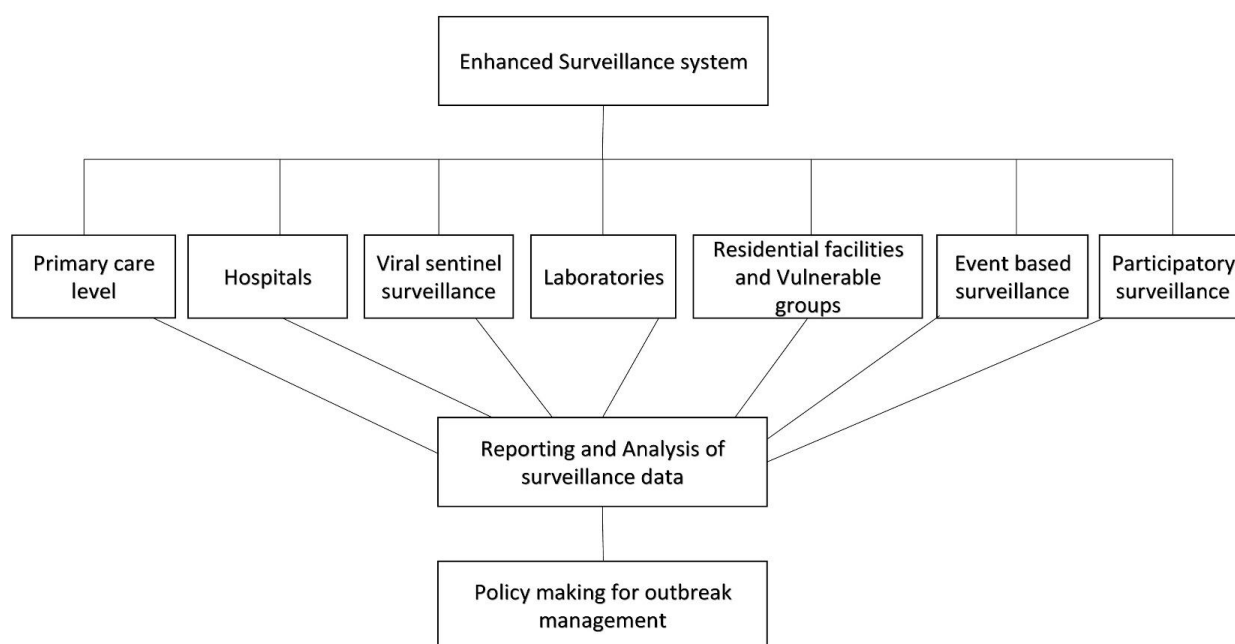 Enhanced Surveillance system
Primary care
level
Hospitals
Viral sentinel
surveillance
Laboratories
Residential facilities
and Vulnerable
groups
Event based
surveillance
Participatory
surveillance
Reporting and Analysis of
surveillance data
Policy making for outbreak
management